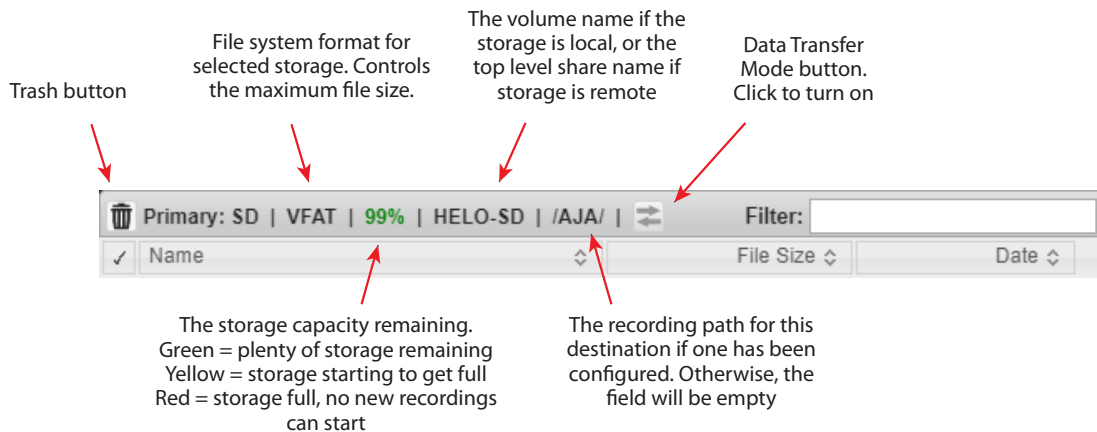 Trash button
File system format for
selected storage. Controls
the maximum file size.
The volume name if the
storage is local, or the
top level share name if
storage is remote
Data Transfer
Mode button.
Click to turn on
Primary: SD | VFAT | 99% | HELO-SD | /AJA/ | Filter:
✓ Name File Size Date
The storage capacity remaining.
Green = plenty of storage remaining
Yellow = storage starting to get full
Red = storage full, no new recordings
can start
The recording path for this
destination if one has been
configured. Otherwise, the
field will be empty